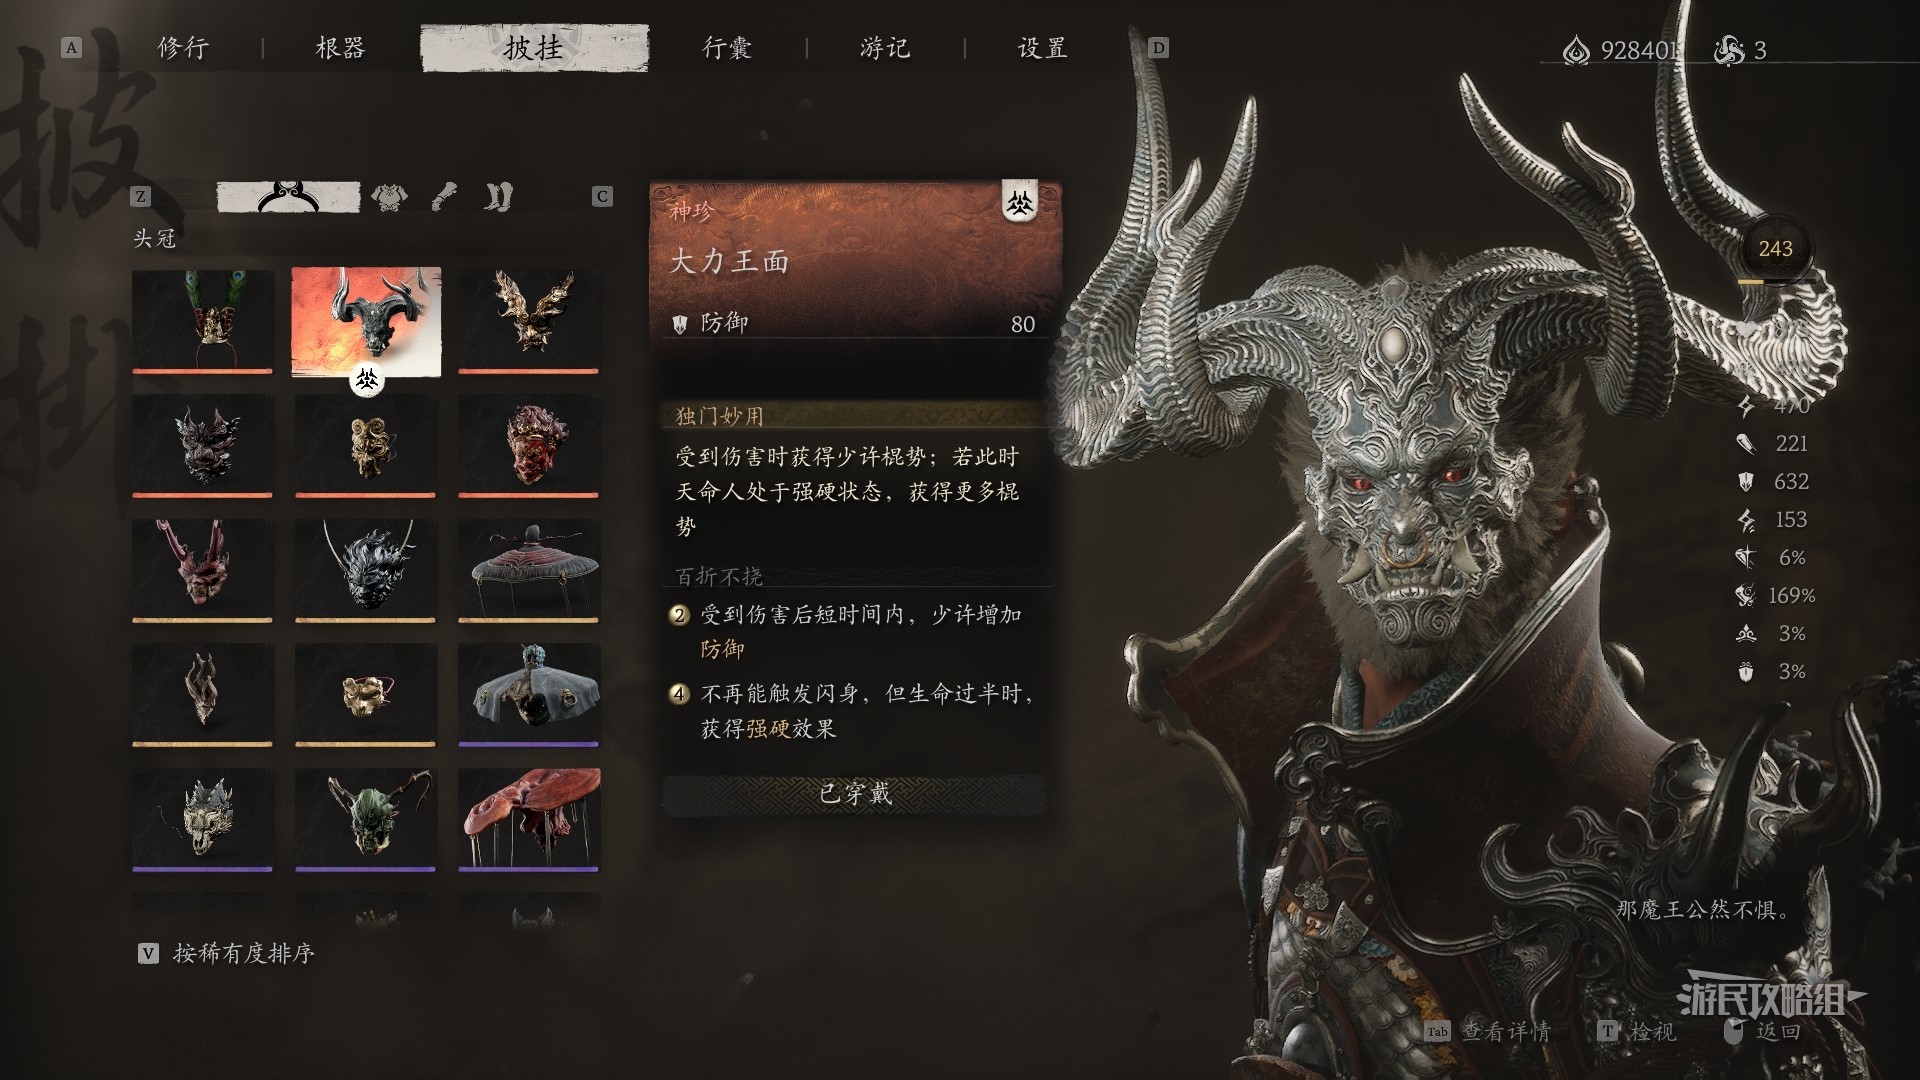 A 修行 根器 披挂 行囊 游记 设置 D
928401
3
披挂
Z
C
头冠
神珍
大力王面
防御 80
独门妙用
受到伤害时获得少许棍势；若此时
天命人处于强硬状态，获得更多棍
势
百折不挠
2 受到伤害后短时间内，少许增加
防御
4 不再能触发闪身，但生命过半时，
获得强硬效果
已穿戴
243
470
221
632
153
6%
169%
3%
3%
那魔王公然不惧。
V 按稀有度排序
游民攻略组
Tab 查看详情 T 检视 返回